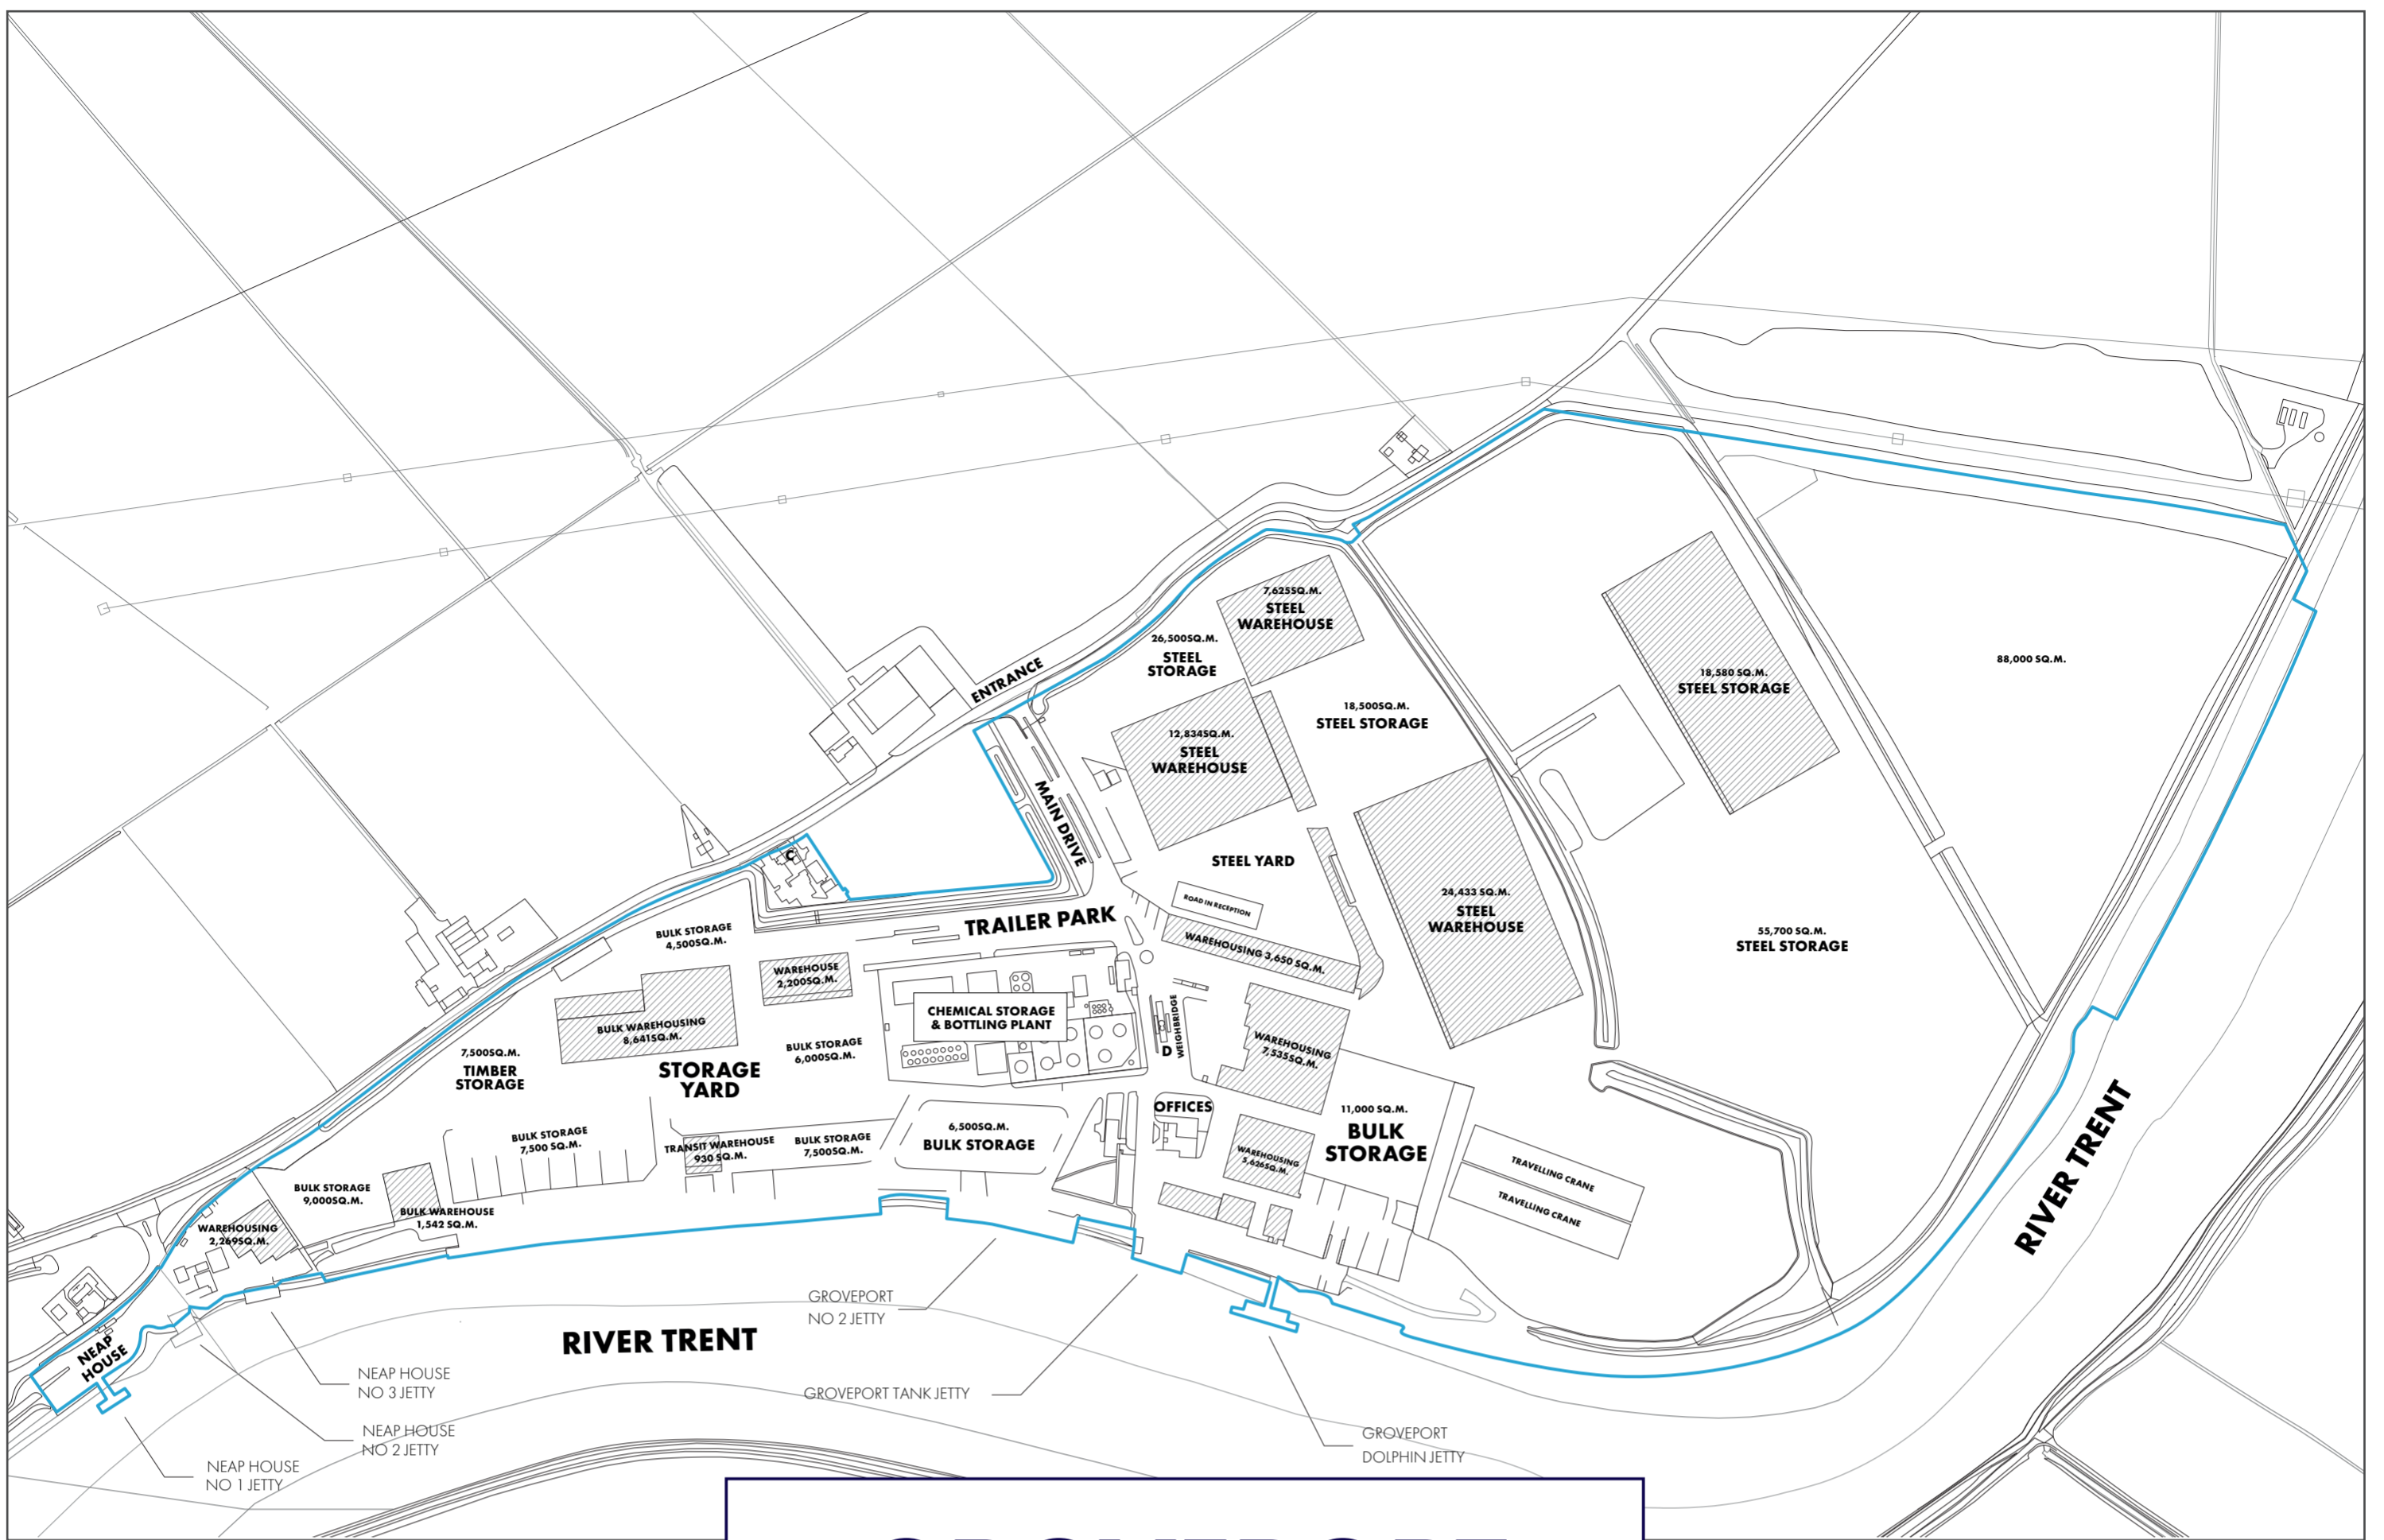 7,625SQ.M.
STEEL
WAREHOUSE
26,500SQ.M.
STEEL
STORAGE
ENTRANCE
18,580 SQ.M.
STEEL STORAGE
88,000 SQ.M.
18,500SQ.M.
STEEL STORAGE
12,834SQ.M.
STEEL
WAREHOUSE
MAIN DRIVE
C
STEEL YARD
ROAD IN RECEPTION
24,433 SQ.M.
STEEL
WAREHOUSE
TRAILER PARK
BULK STORAGE
4,500SQ.M.
55,700 SQ.M.
STEEL STORAGE
WAREHOUSING 3,650 SQ.M.
WAREHOUSE
2,200SQ.M.
CHEMICAL STORAGE
& BOTTLING PLANT
WEIGHBRIDGE
D
BULK WAREHOUSING
8,641SQ.M.
BULK STORAGE
6,000SQ.M.
WAREHOUSING
7,535SQ.M.
7,500SQ.M.
TIMBER
STORAGE
STORAGE
YARD
OFFICES
11,000 SQ.M.
BULK
STORAGE
6,500SQ.M.
BULK STORAGE
BULK STORAGE
7,500 SQ.M.
TRANSIT WAREHOUSE
930 SQ.M.
BULK STORAGE
7,500SQ.M.
WAREHOUSING
5,626SQ.M.
TRAVELLING CRANE
TRAVELLING CRANE
BULK STORAGE
9,000SQ.M.
BULK WAREHOUSE
1,542 SQ.M.
WAREHOUSING
2,269SQ.M.
RIVER TRENT
NEAP
HOUSE
RIVER TRENT
GROVEPORT
NO 2 JETTY
NEAP HOUSE
NO 3 JETTY
GROVEPORT TANK JETTY
NEAP HOUSE
NO 2 JETTY
GROVEPORT
DOLPHIN JETTY
NEAP HOUSE
NO 1 JETTY